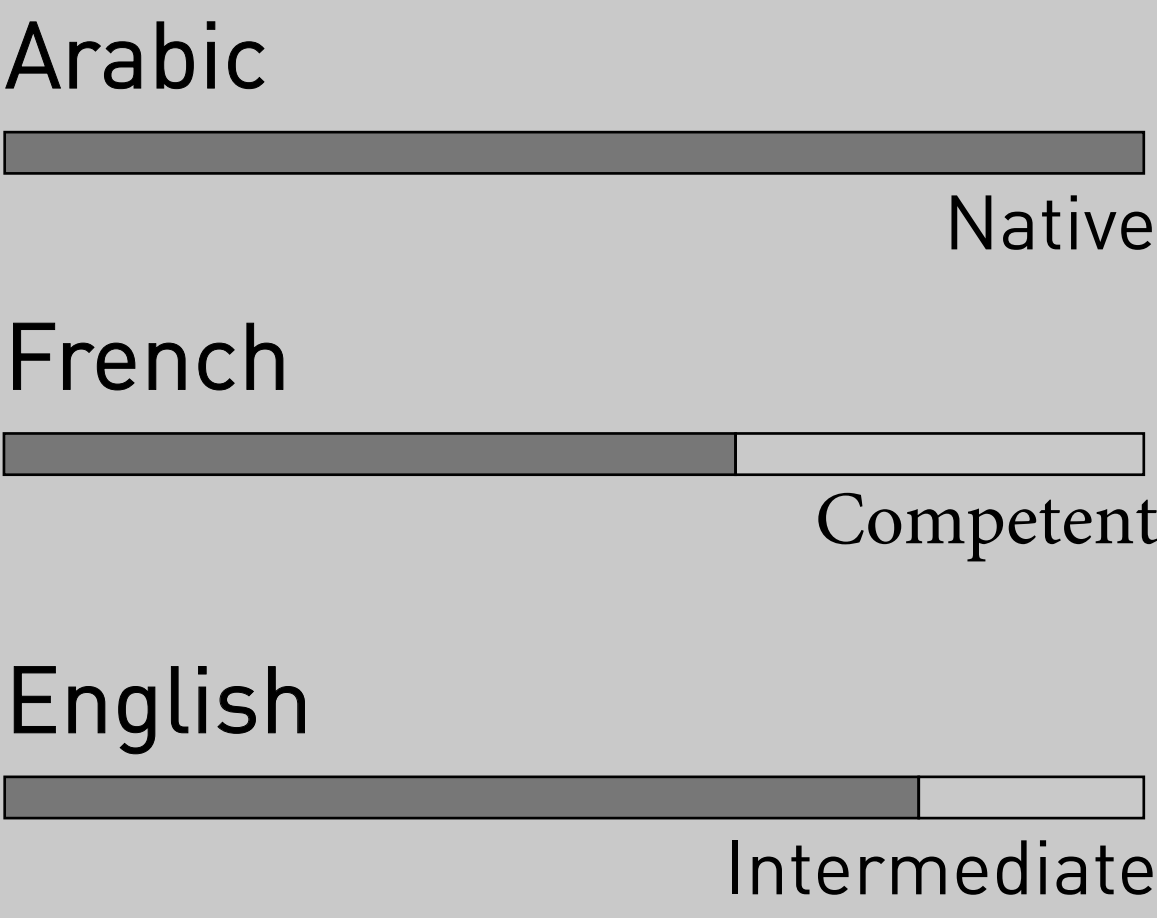 Arabic
Native
French
Competent
English
Intermediate